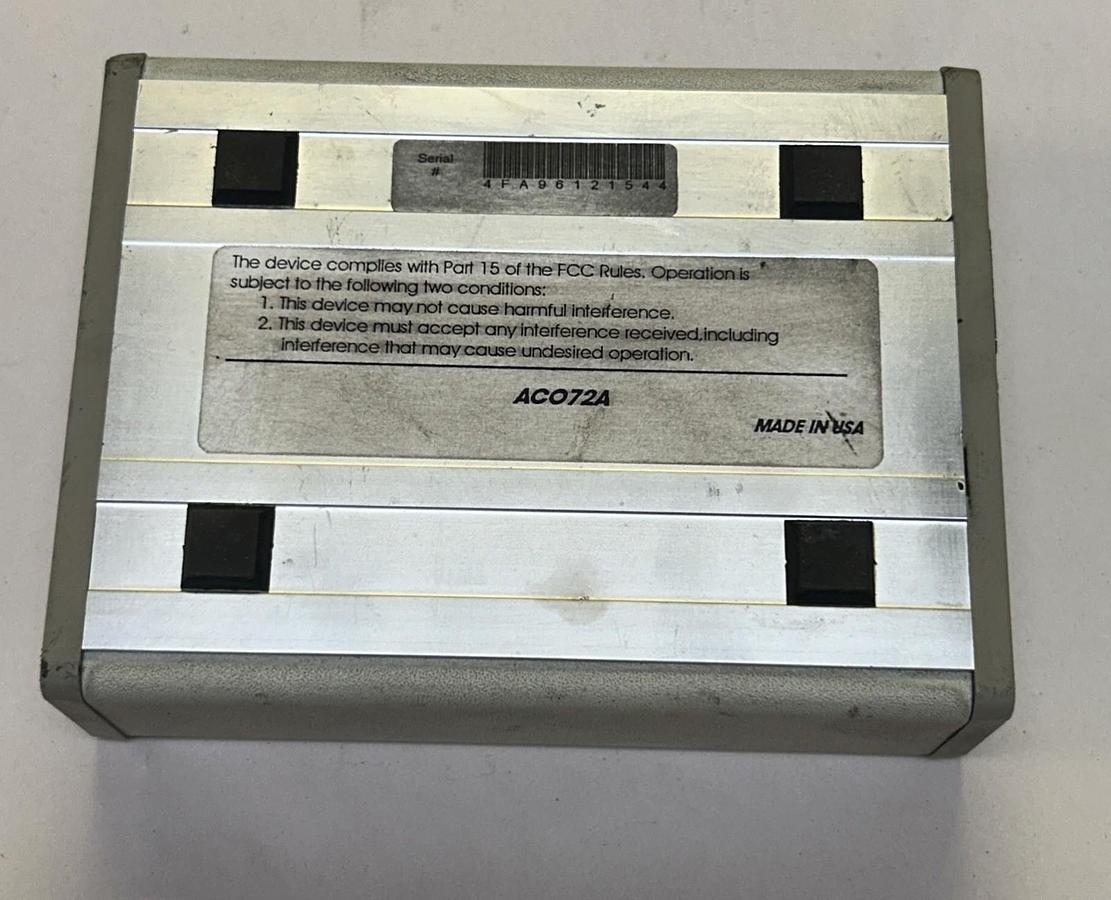 Serial
#
4FA96121544
The device complies with Part 15 of the FCC Rules. Operation is
subject to the following two conditions:
1. This device may not cause harmful interference.
2. This device must accept any interference received,including
interference that may cause undesired operation.
ACO72A
MADE IN USA